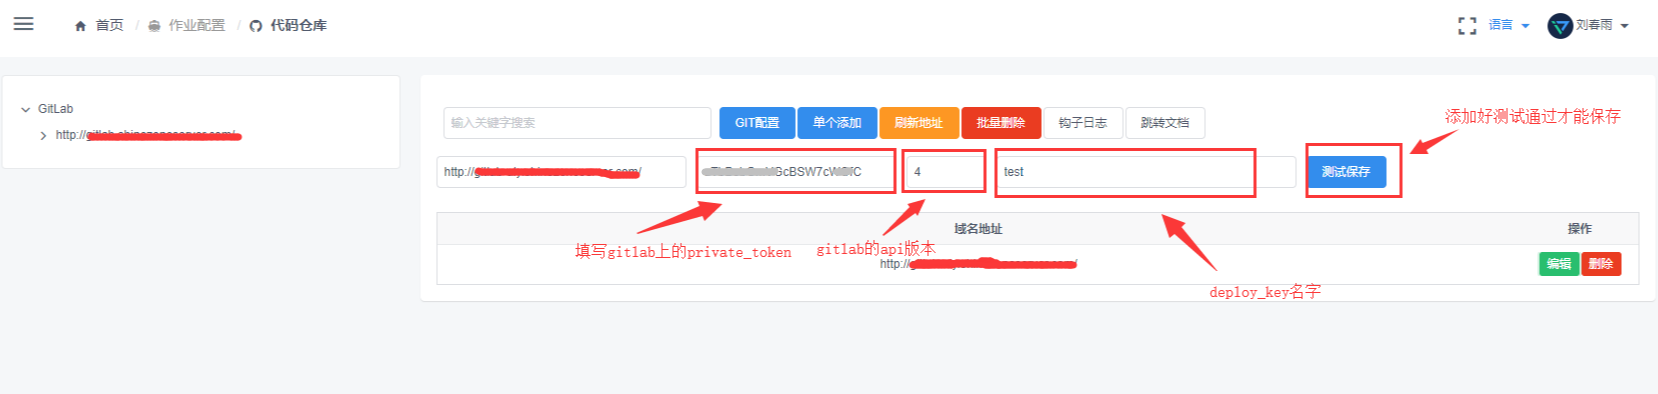 首页 / 作业配置 / 代码仓库
语言 刘春雨
GitLab
http://
输入关键字搜索 GIT配置 单个添加 刷新地址 批量删除 钩子日志 跳转文档
添加好测试通过才能保存
http:// GcBSW7c 4 test 测试保存
域名地址 操作
填写gitlab上的private_token
gitlab的api版本
http:// 编辑 删除
deploy_key名字